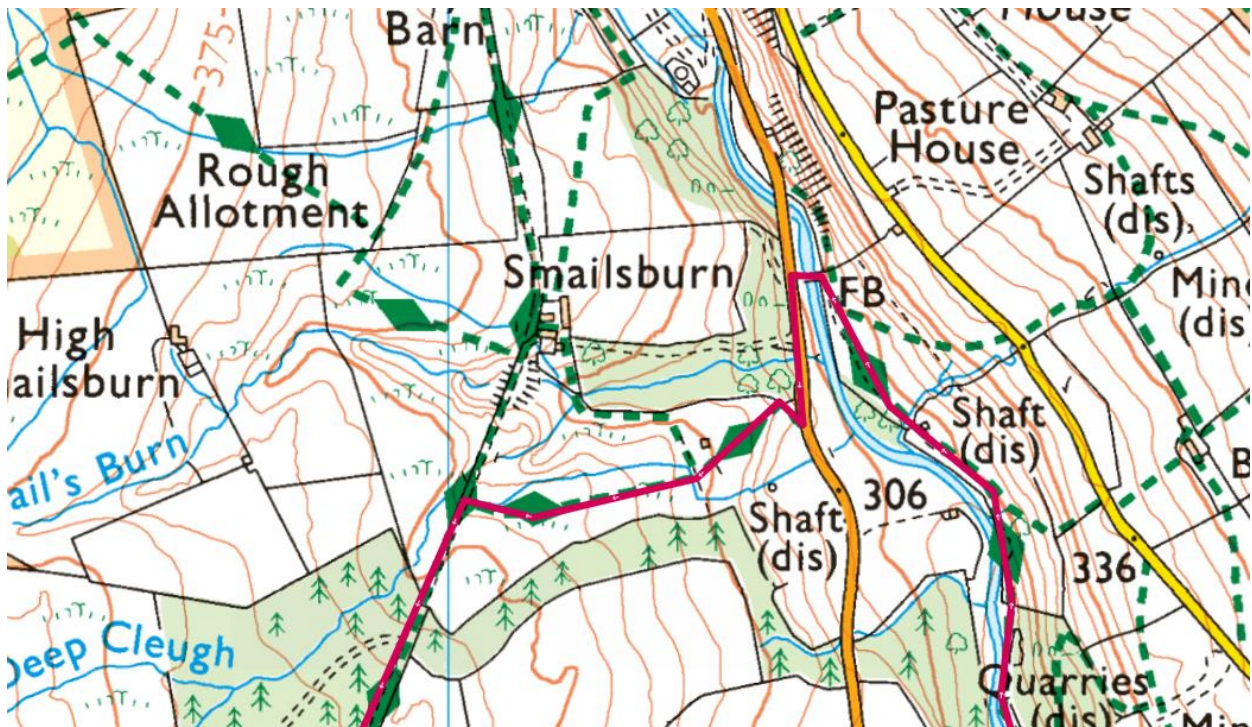 House
Barn
375
Pasture
House
Rough
Allotment
Shafts
(dis)
Smailsburn
FB
Mine
(dis)
High
ailsburn
Shaft
(dis)
ail's Burn
306
Shaft
(dis)
B
336
Deep Cleugh
Quarries
(dis)